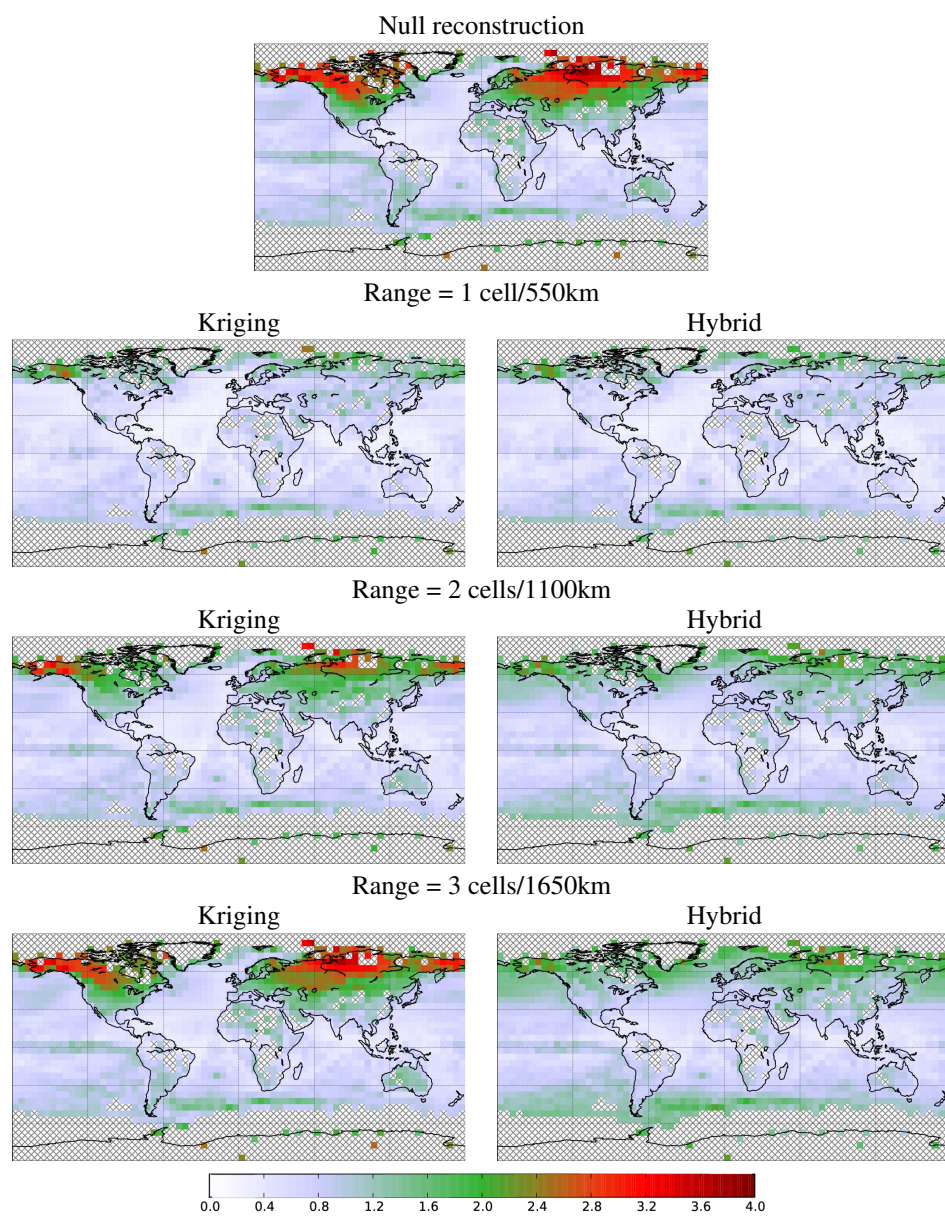 Null reconstruction
Range = 1 cell/550km
Kriging Hybrid
Range = 2 cells/1100km
Kriging Hybrid
Range = 3 cells/1650km
Kriging Hybrid
0.0 0.4 0.8 1.2 1.6 2.0 2.4 2.8 3.2 3.6 4.0